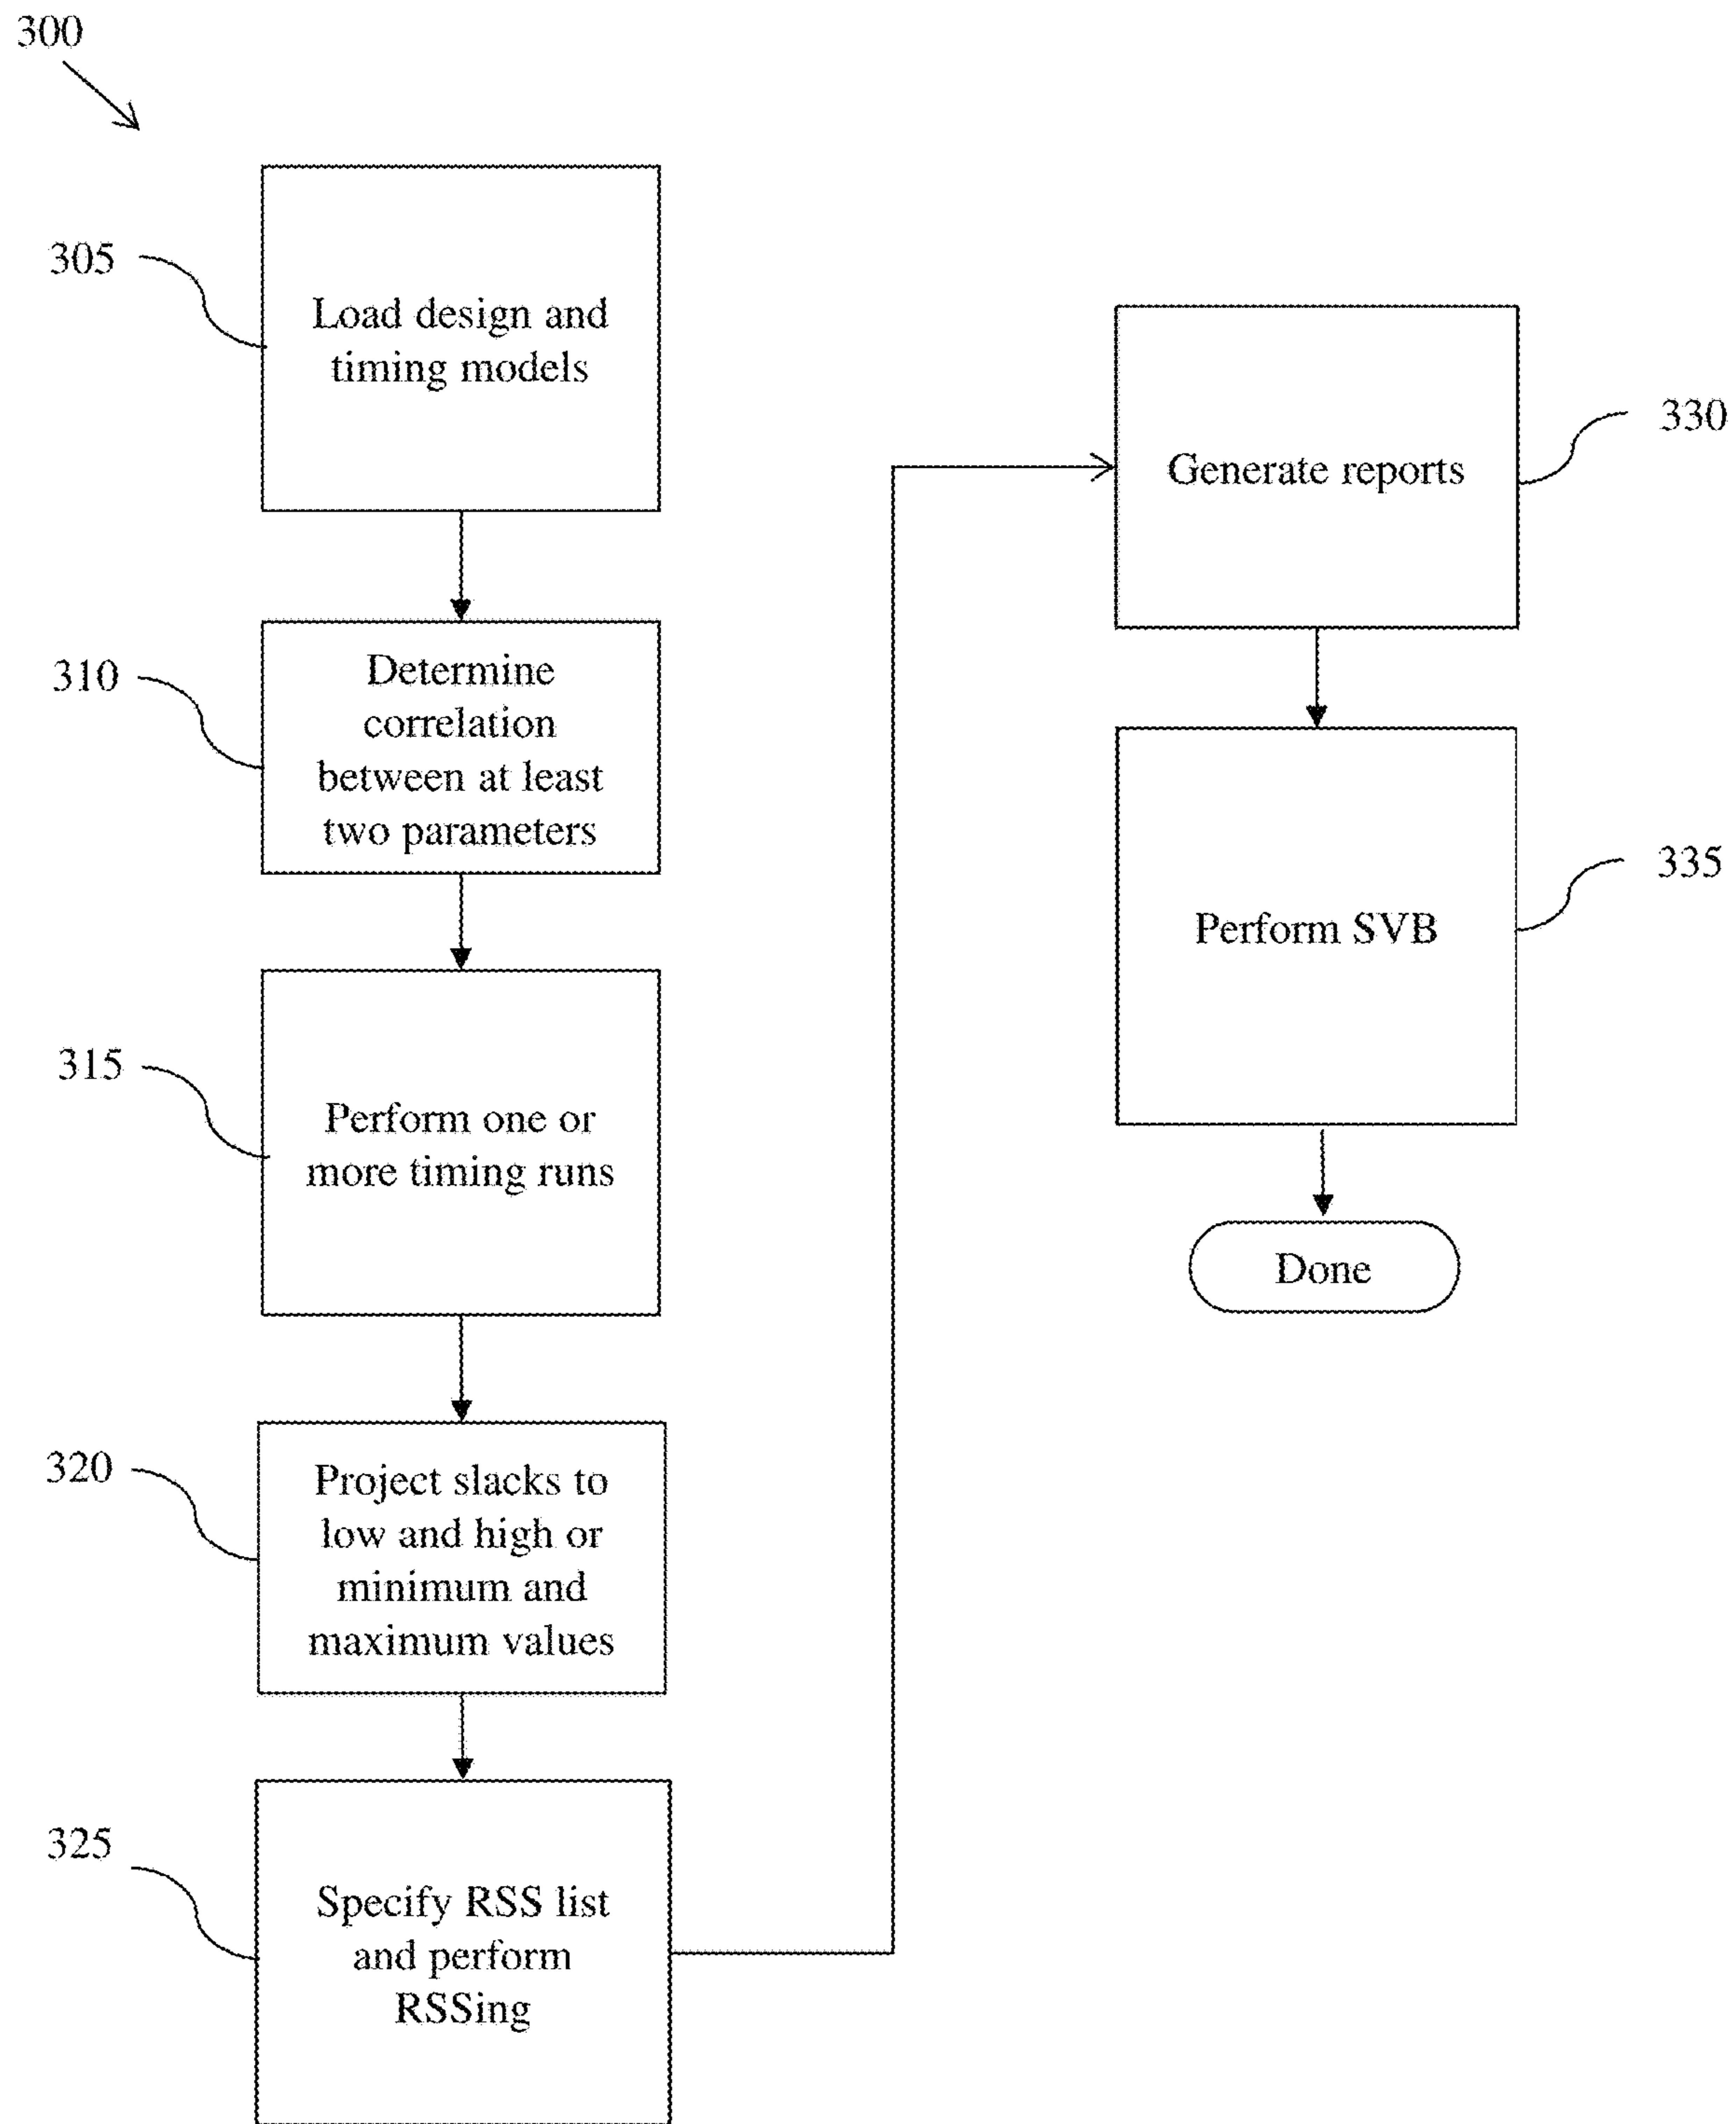 300
305
Load design and
timing models
310
Determine
correlation
between at least
two parameters
315
Perform one or
more timing runs
320
Project slacks to
low and high or
minimum and
maximum values
325
Specify RSS list
and perform
RSSing
330
Generate reports
335
Perform SVB
Done